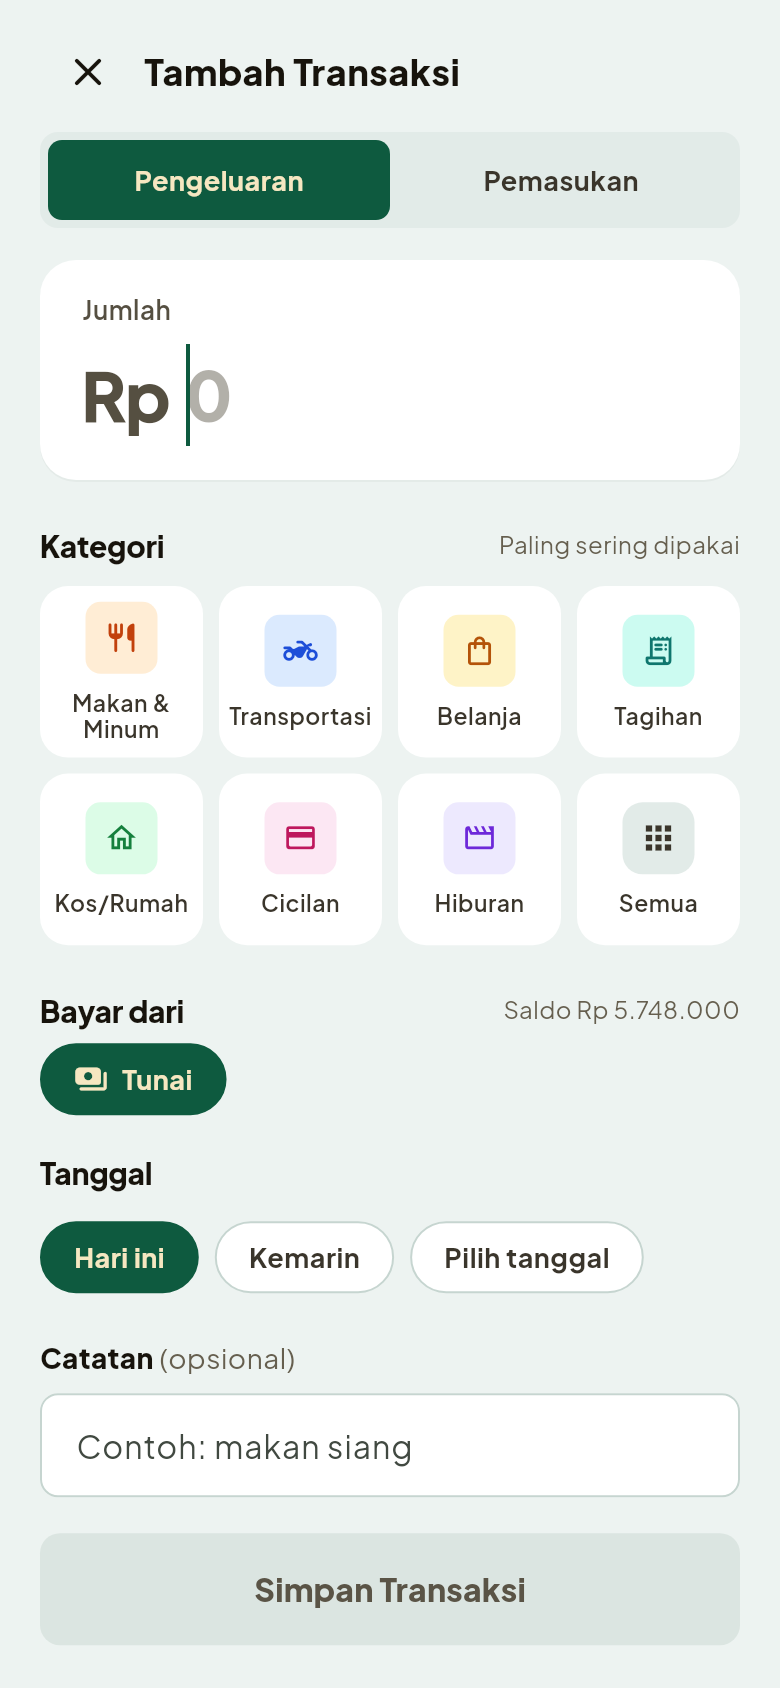 Tambah Transaksi
Pengeluaran Pemasukan
Jumlah
Rp 0
Kategori Paling sering dipakai
Makan &
Minum
Transportasi Belanja Tagihan
Kos/Rumah Cicilan Hiburan Semua
Bayar dari Saldo Rp 5.748.000
Tunai
Tanggal
Hari ini Kemarin Pilih tanggal
Catatan (opsional)
Contoh: makan siang
Simpan Transaksi